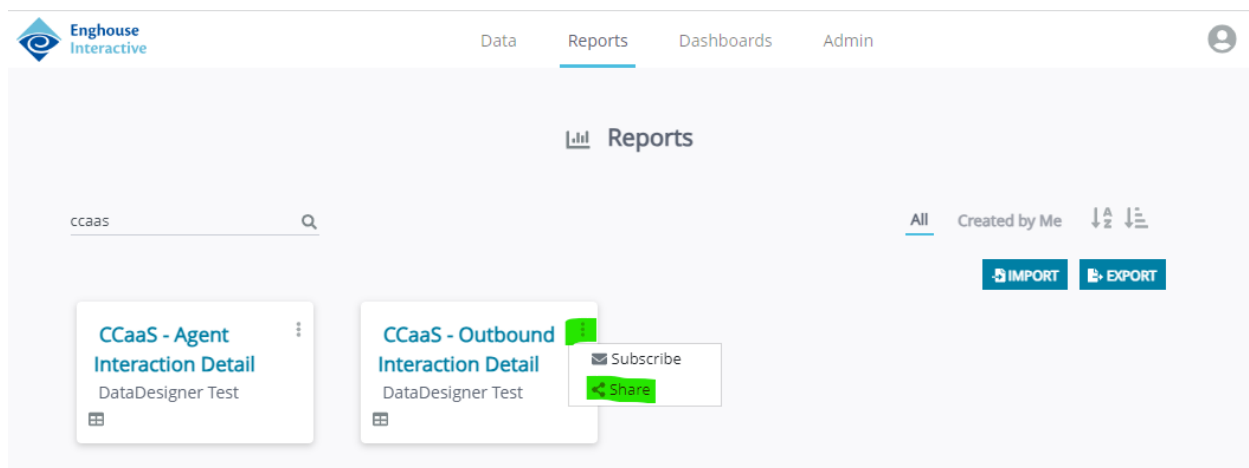 Enghouse
Interactive
Data Reports Dashboards Admin
Reports
ccaas
All Created by Me A Z
IMPORT EXPORT
CCaaS - Agent
Interaction Detail
DataDesigner Test
CCaaS - Outbound
Interaction Detail
DataDesigner Test
Subscribe
Share